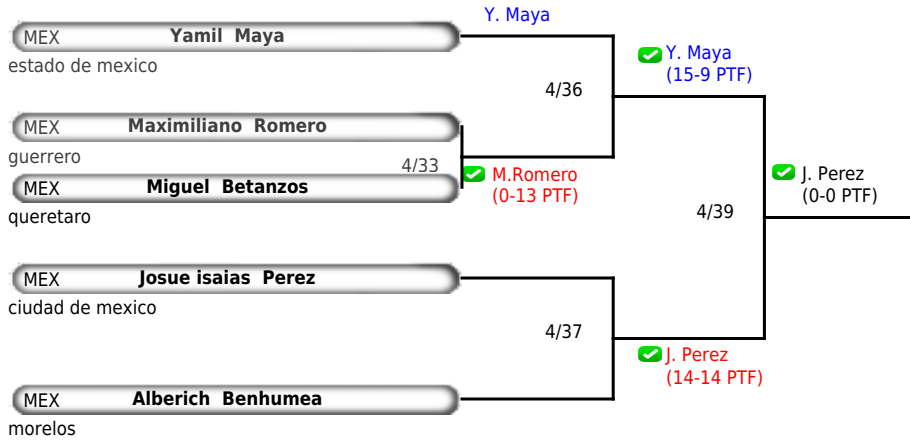 Y. Maya
MEX Yamil Maya
estado de mexico
Y. Maya
(15-9 PTF)
4/36
MEX Maximiliano Romero
guerrero
4/33
M.Romero
(0-13 PTF)
MEX Miguel Betanzos
queretaro
J. Perez
(0-0 PTF)
4/39
MEX Josue isaias Perez
ciudad de mexico
4/37
J. Perez
(14-14 PTF)
MEX Alberich Benhumea
morelos